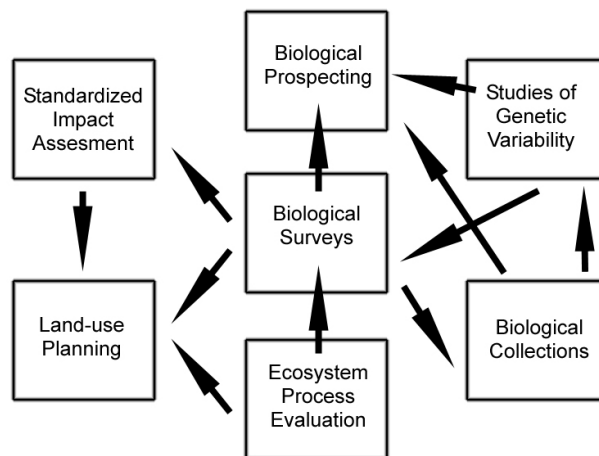 Biological
Prospecting
Standardized
Impact
Assesment
Studies of
Genetic
Variability
Biological
Surveys
Land-use
Planning
Biological
Collections
Ecosystem
Process
Evaluation